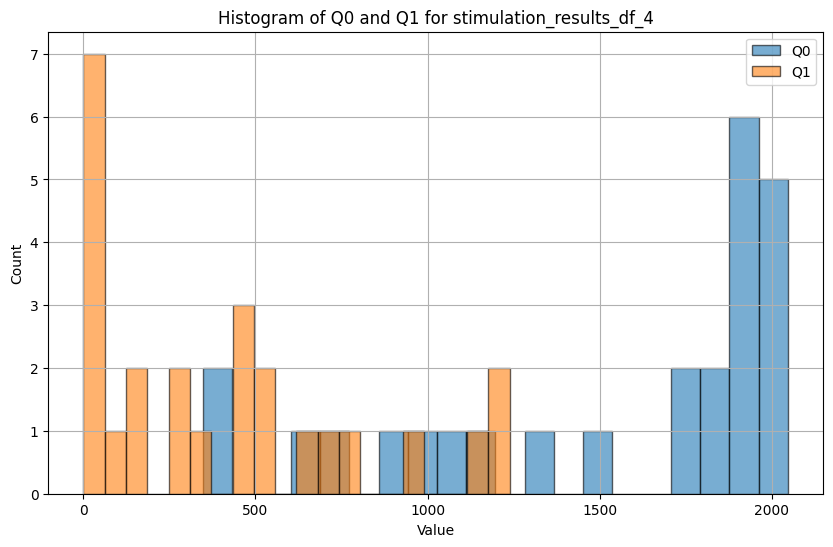 Histogram of Q0 and Q1 for stimulation_results_df_4
Q0
Q1
Count
7
6
5
4
3
2
1
0
0 500 1000 1500 2000
Value